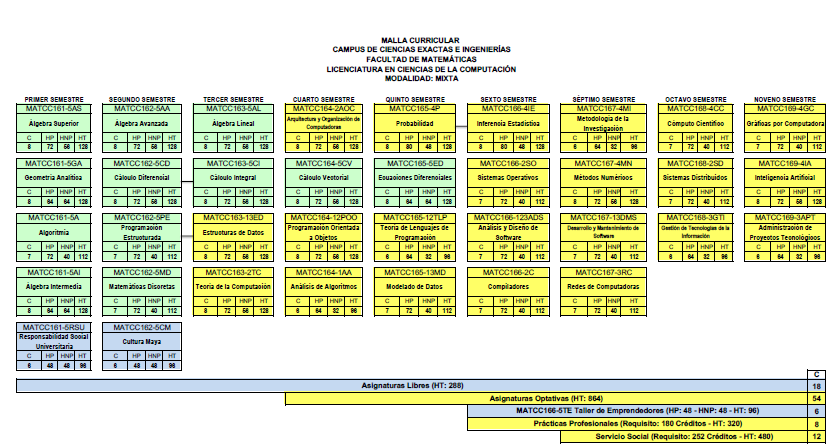 MALLA CURRICULAR
CAMPUS DE CIENCIAS EXACTAS E INGENIERÍAS
FACULTAD DE MATEMÁTICAS
LICENCIATURA EN CIENCIAS DE LA COMPUTACIÓN
MODALIDAD: MIXTA
PRIMER SEMESTRE SEGUNDO SEMESTRE TERCER SEMESTRE CUARTO SEMESTRE QUINTO SEMESTRE SEXTO SEMESTRE SÉPTIMO SEMESTRE OCTAVO SEMESTRE NOVENO SEMESTRE
MATCC161-5AS MATCC162-5AA MATCC163-5AL MATCC164-2AOC MATCC165-4P MATCC166-4IE MATCC167-4MI MATCC168-4CC MATCC169-4GC
Álgebra Superior Álgebra Avanzada Álgebra Lineal Arquitectura y Organización de Computadoras Probabilidad Inferencia Estadística Metodología de la Investigación Cómputo Científico Gráficas por Computadora
C HP HNP HT C HP HNP HT C HP HNP HT C HP HNP HT C HP HNP HT C HP HNP HT C HP HNP HT C HP HNP HT C HP HNP HT
8 72 56 128 8 72 56 128 8 72 56 128 8 72 56 128 8 80 48 128 8 80 48 128 6 64 32 96 7 72 40 112 7 72 40 112
MATCC161-5GA MATCC162-5CD MATCC163-5CI MATCC164-5CV MATCC165-5ED MATCC166-2SO MATCC167-4MN MATCC168-2SD MATCC169-4IA
Geometría Analítica Cálculo Diferencial Cálculo Integral Cálculo Vectorial Ecuaciones Diferenciales Sistemas Operativos Métodos Numéricos Sistemas Distribuidos Inteligencia Artificial
C HP HNP HT C HP HNP HT C HP HNP HT C HP HNP HT C HP HNP HT C HP HNP HT C HP HNP HT C HP HNP HT C HP HNP HT
8 64 64 128 8 72 56 128 8 72 56 128 8 72 56 128 8 72 56 128 7 72 40 112 8 72 56 128 7 72 40 112 7 72 40 112
MATCC161-5A MATCC162-5PE MATCC163-13ED MATCC164-12POO MATCC165-12TLP MATCC166-123ADS MATCC167-13DMS MATCC168-3GTI MATCC169-3APT
Algoritmia Programación Estructurada Estructuras de Datos Programación Orientada a Objetos Teoría de Lenguajes de Programación Análisis y Diseño de Software Desarrollo y Mantenimiento de Software Gestión de Tecnologías de la Información Administración de Proyectos Tecnológicos
C HP HNP HT C HP HNP HT C HP HNP HT C HP HNP HT C HP HNP HT C HP HNP HT C HP HNP HT C HP HNP HT C HP HNP HT
7 72 40 112 7 72 40 112 8 72 56 128 8 72 56 128 6 64 32 96 7 72 40 112 7 72 40 112 6 64 32 96 6 64 32 96
MATCC161-5AI MATCC162-5MD MATCC163-2TC MATCC164-1AA MATCC165-13MD MATCC166-2C MATCC167-3RC
Álgebra Intermedia Matemáticas Discretas Teoría de la Computación Análisis de Algoritmos Modelado de Datos Compiladores Redes de Computadoras
C HP HNP HT C HP HNP HT C HP HNP HT C HP HNP HT C HP HNP HT C HP HNP HT C HP HNP HT
8 64 64 128 7 72 40 112 8 72 56 128 6 64 32 96 7 72 40 112 7 72 40 112 7 72 40 112
MATCC161-5RSU MATCC162-5CM
Responsabilidad Social Universitaria Cultura Maya
C HP HNP HT C HP HNP HT
6 48 48 96 6 48 48 96
C
Asignaturas Libres (HT: 288) 18
Asignaturas Optativas (HT: 864) 54
MATCC166-5TE Taller de Emprendedores (HP: 48 - HNP: 48 - HT: 96) 6
Prácticas Profesionales (Requisito: 180 Créditos - HT: 320) 8
Servicio Social (Requisito: 252 Créditos - HT: 480) 12